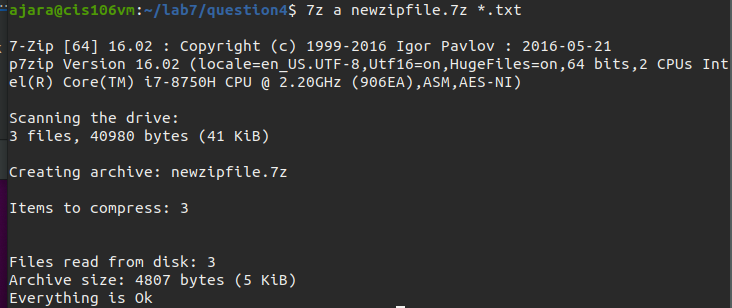 ajara@cis106vm:~/lab7/question4$ 7z a newzipfile.7z *.txt
7-Zip [64] 16.02 : Copyright (c) 1999-2016 Igor Pavlov : 2016-05-21
p7zip Version 16.02 (locale=en_US.UTF-8,Utf16=on,HugeFiles=on,64 bits,2 CPUs Int
el(R) Core(TM) i7-8750H CPU @ 2.20GHz (906EA),ASM,AES-NI)
Scanning the drive:
3 files, 40980 bytes (41 KiB)
Creating archive: newzipfile.7z
Items to compress: 3
Files read from disk: 3
Archive size: 4807 bytes (5 KiB)
Everything is Ok